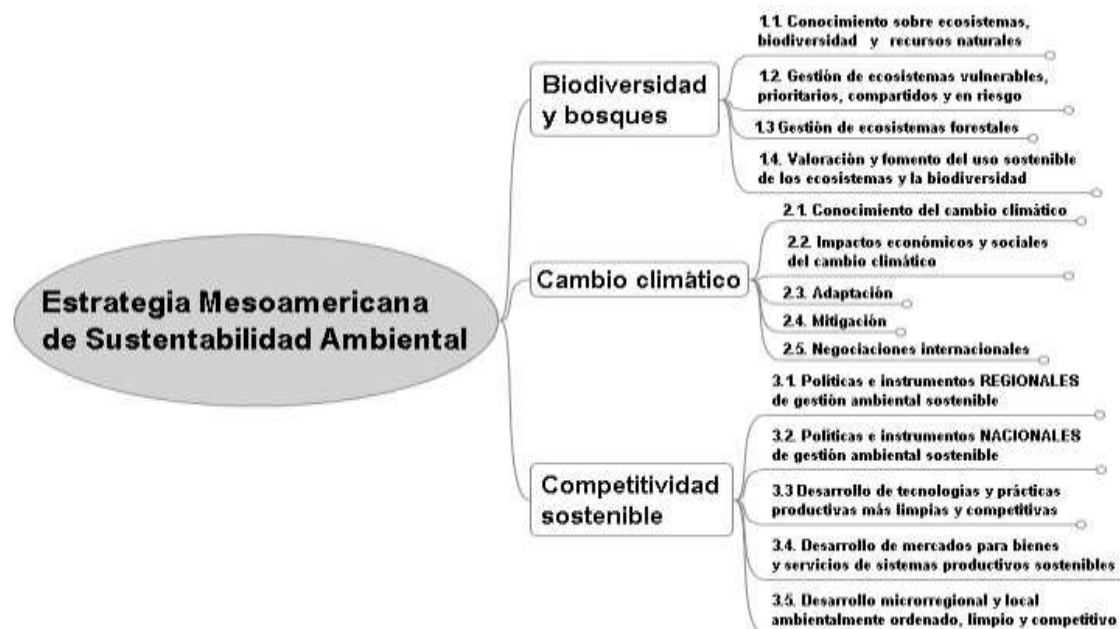 Estrategia Mesoamericana
de Sustentabilidad Ambiental
Biodiversidad
y bosques
1.1. Conocimiento sobre ecosistemas,
biodiversidad y recursos naturales
1.2. Gestión de ecosistemas vulnerables,
prioritarios, compartidos y en riesgo
1.3 Gestión de ecosistemas forestales
1.4. Valoración y fomento del uso sostenible
de los ecosistemas y la biodiversidad
Cambio climático
2.1. Conocimiento del cambio climático
2.2. Impactos económicos y sociales
del cambio climático
2.3. Adaptación
2.4. Mitigación
2.5. Negociaciones internacionales
Competitividad
sostenible
3.1. Políticas e instrumentos REGIONALES
de gestión ambiental sostenible
3.2. Políticas e instrumentos NACIONALES
de gestión ambiental sostenible
3.3 Desarrollo de tecnologías y prácticas
productivas más limpias y competitivas
3.4. Desarrollo de mercados para bienes
y servicios de sistemas productivos sostenibles
3.5. Desarrollo microrregional y local
ambientalmente ordenado, limpio y competitivo